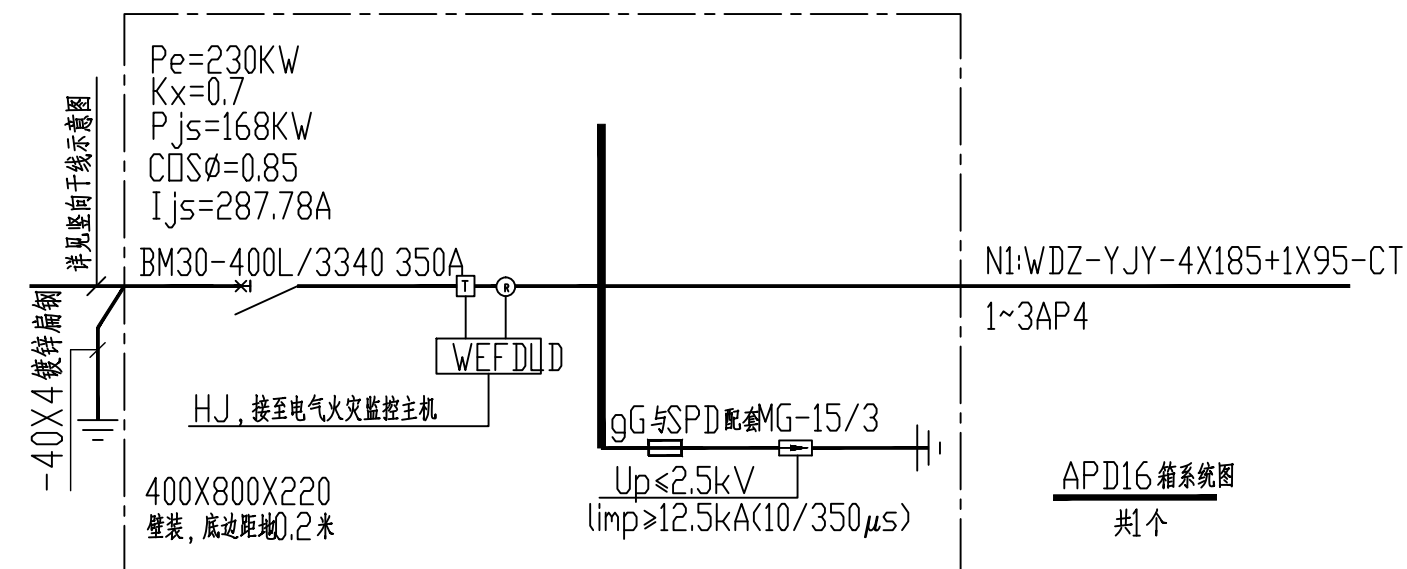 Pe=230KW
Kx=0.7
Pjs=168KW
COSø=0.85
Ijs=287.78A
详见竖向干线示意图
BM30-400L/3340 350A
T
R
N1:WDZ-YJY-4X185+1X95-CT
1~3AP4
-40X4镀锌扁钢
WEFDLD
HJ,接至电气火灾监控主机
gG与SPD配套
MG-15/3
Up≤2.5kV
limp≥12.5kA(10/350μs)
400X800X220
壁装,底边距地0.2米
APD16箱系统图
共1个